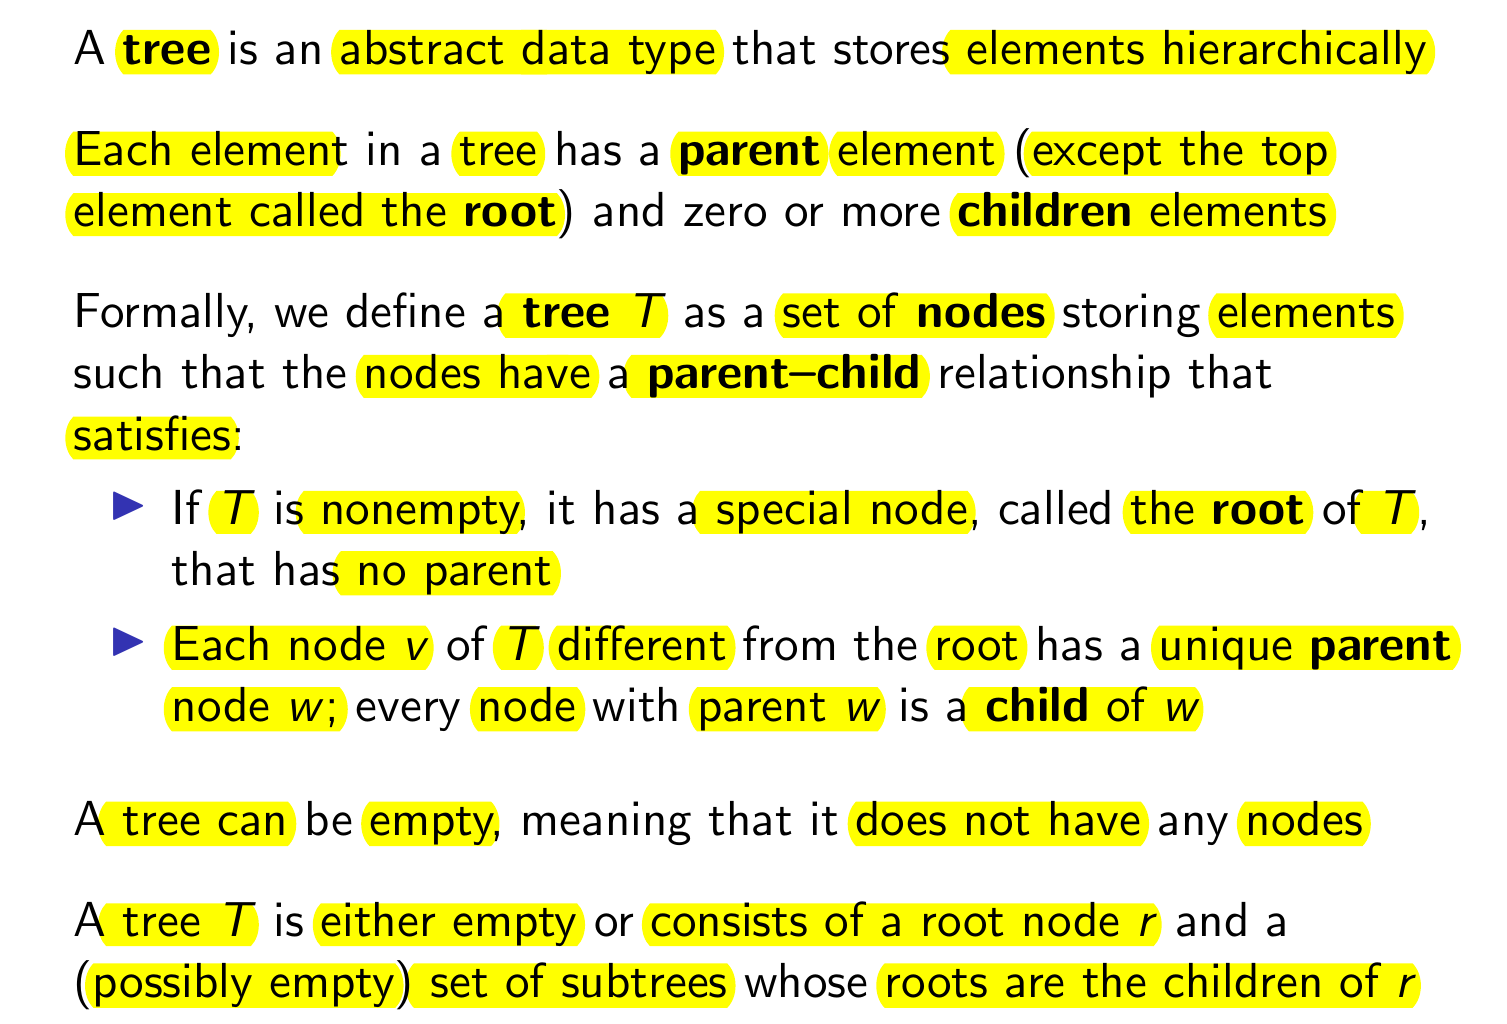 A tree is an abstract data type that stores elements hierarchically
Each element in a tree has a parent element (except the top
element called the root) and zero or more children elements
Formally, we define a tree T as a set of nodes storing elements
such that the nodes have a parent–child relationship that
satisfies:
▶ If T is nonempty, it has a special node, called the root of T,
that has no parent
▶ Each node v of T different from the root has a unique parent
node w; every node with parent w is a child of w
A tree can be empty, meaning that it does not have any nodes
A tree T is either empty or consists of a root node r and a
(possibly empty) set of subtrees whose roots are the children of r